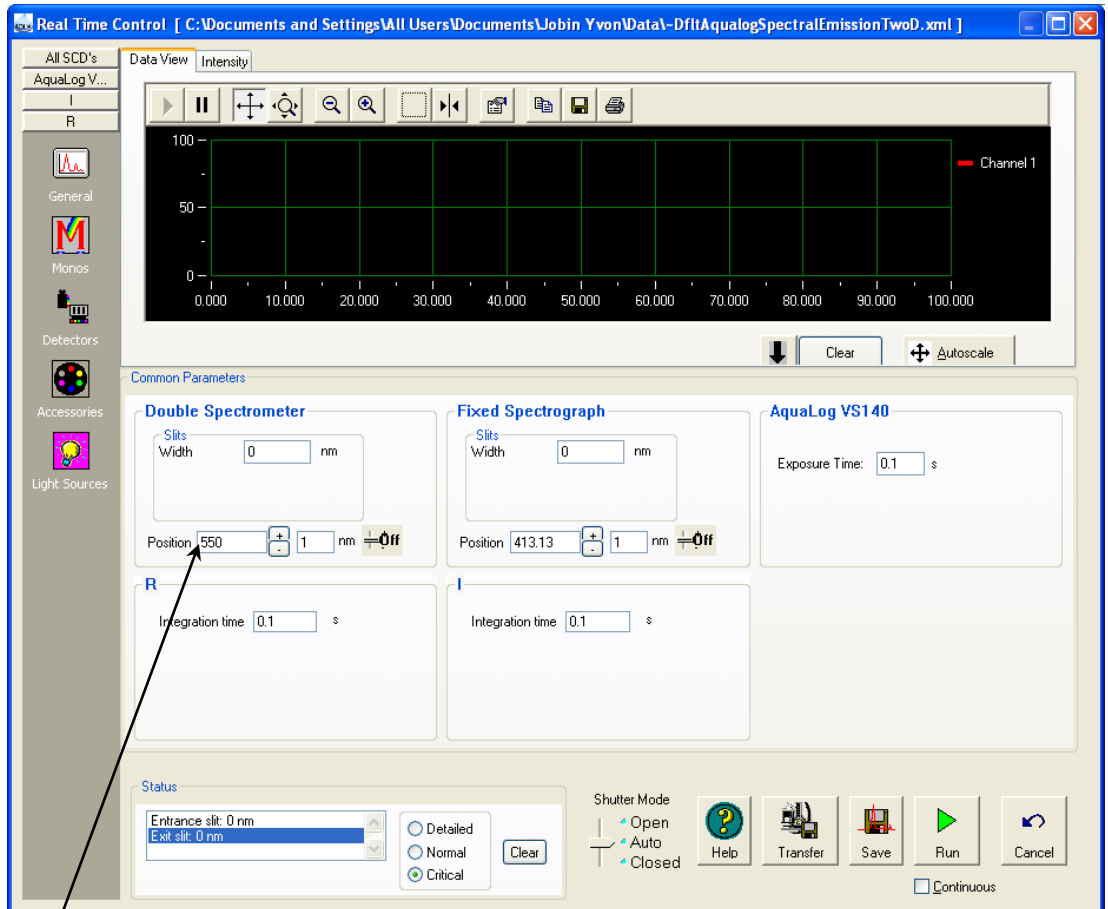 Real Time Control [ C:\Documents and Settings\All Users\Documents\Jobin Yvon\Data\~DfltAqualogSpectralEmissionTwoD.xml ]
All SCD's
AquaLog V...
I
R
General
Monos
Detectors
Accessories
Light Sources
Data View Intensity
100
50
0
0.000 10.000 20.000 30.000 40.000 50.000 60.000 70.000 80.000 90.000 100.000
Channel 1
Clear Autoscale
Common Parameters
Double Spectrometer
Slits
Width 0 nm
Position 550 + - 1 nm Off
Fixed Spectrograph
Slits
Width 0 nm
Position 413.13 + - 1 nm Off
AquaLog VS140
Exposure Time: 0.1 s
R
Integration time 0.1 s
I
Integration time 0.1 s
Status
Entrance slit: 0 nm
Exit slit: 0 nm
Detailed
Normal
Critical
Clear
Shutter Mode
Open
Auto
Closed
Help Transfer Save Run Cancel
Continuous